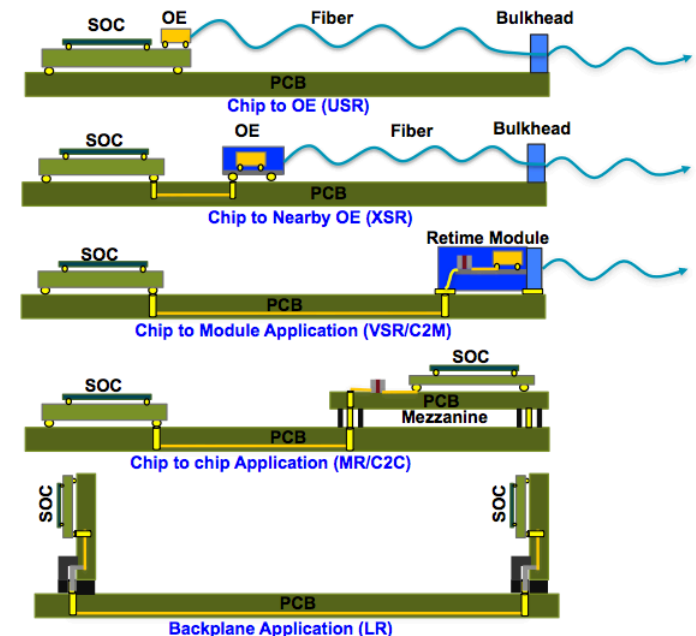 SOC OE Fiber Bulkhead
PCB
Chip to OE (USR)
SOC OE Fiber Bulkhead
PCB
Chip to Nearby OE (XSR)
Retime Module
SOC
PCB
Chip to Module Application (VSR/C2M)
SOC
SOC
PCB
Mezzanine
PCB
Chip to chip Application (MR/C2C)
SOC SOC
PCB
Backplane Application (LR)